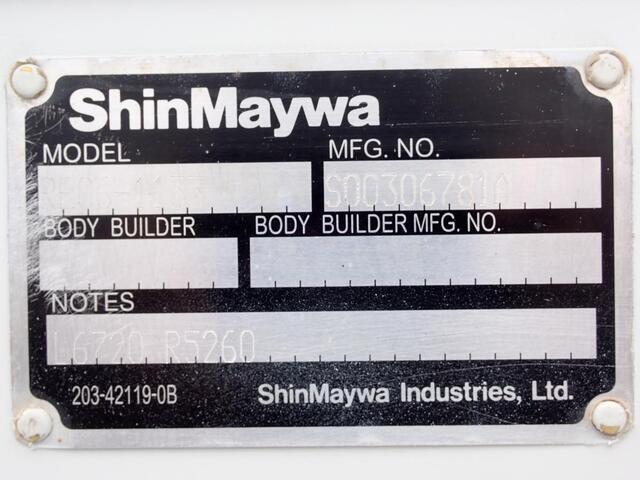 ShinMaywa
MODEL
MFG. NO.
S00306781A
BODY BUILDER
BODY BUILDER MFG. NO.
NOTES
L6720 R5260
203-42119-0B
ShinMaywa Industries, Ltd.